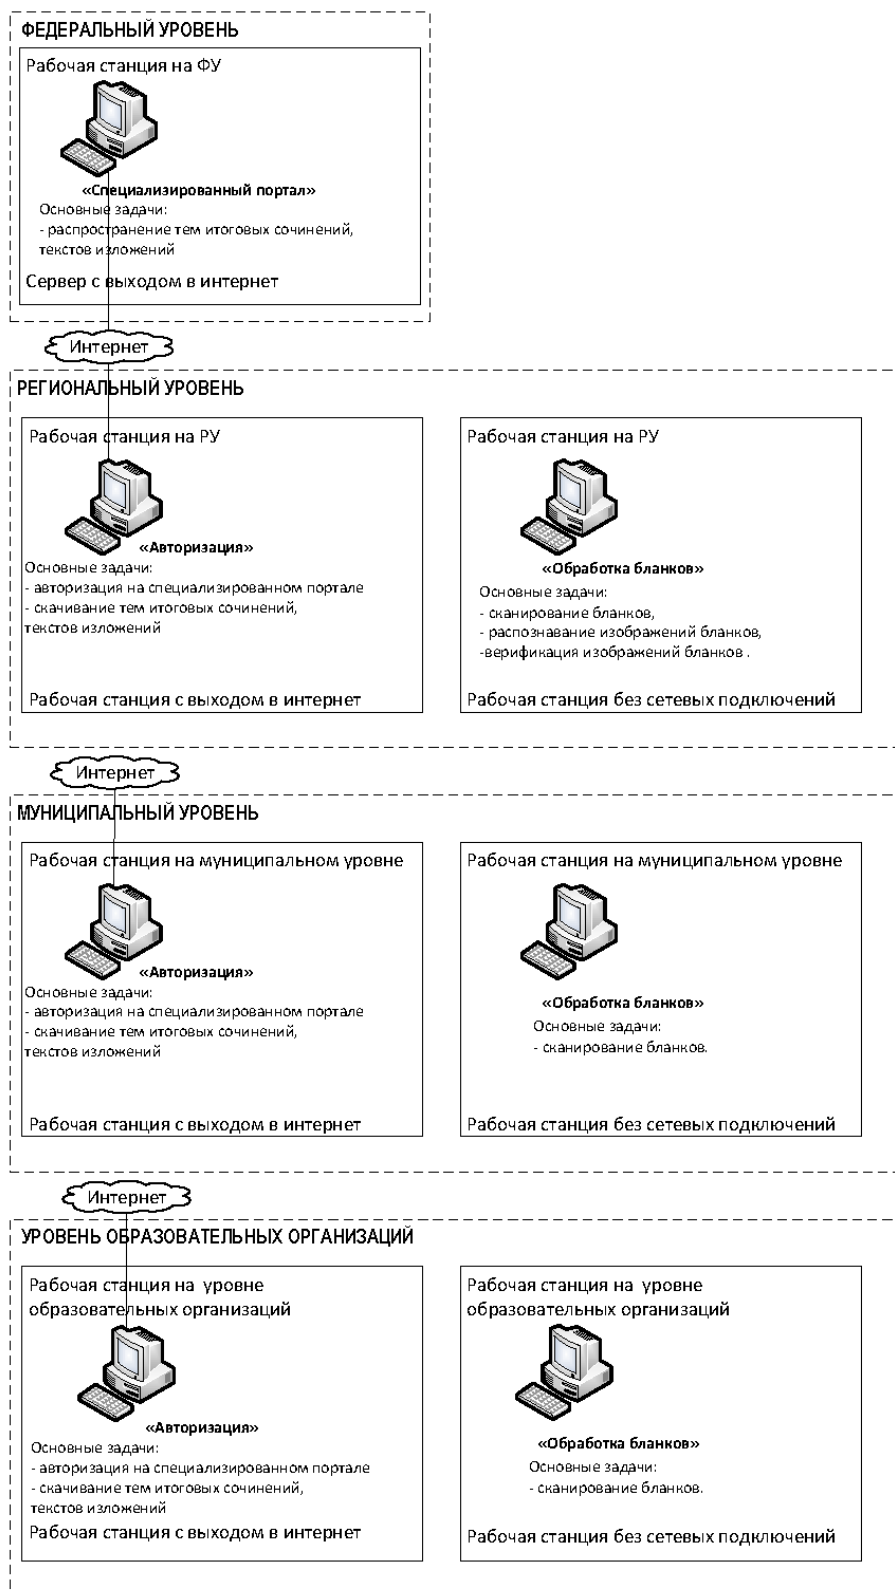 ФЕДЕРАЛЬНЫЙ УРОВЕНЬ
Рабочая станция на ФУ
«Специализированный портал»
Основные задачи:
- распространение тем итоговых сочинений,
текстов изложений
Сервер с выходом в интернет
Интернет
РЕГИОНАЛЬНЫЙ УРОВЕНЬ
Рабочая станция на РУ
«Авторизация»
Основные задачи:
- авторизация на специализированном портале
- скачивание тем итоговых сочинений,
текстов изложений
Рабочая станция с выходом в интернет
Рабочая станция на РУ
«Обработка бланков»
Основные задачи:
- сканирование бланков,
- распознавание изображений бланков,
-верификация изображений бланков .
Рабочая станция без сетевых подключений
Интернет
МУНИЦИПАЛЬНЫЙ УРОВЕНЬ
Рабочая станция на муниципальном уровне
«Авторизация»
Основные задачи:
- авторизация на специализированном портале
- скачивание тем итоговых сочинений,
текстов изложений
Рабочая станция с выходом в интернет
Рабочая станция на муниципальном уровне
«Обработка бланков»
Основные задачи:
- сканирование бланков.
Рабочая станция без сетевых подключений
Интернет
УРОВЕНЬ ОБРАЗОВАТЕЛЬНЫХ ОРГАНИЗАЦИЙ
Рабочая станция на уровне
образовательных организаций
«Авторизация»
Основные задачи:
- авторизация на специализированном портале
- скачивание тем итоговых сочинений,
текстов изложений
Рабочая станция с выходом в интернет
Рабочая станция на уровне
образовательных организаций
«Обработка бланков»
Основные задачи:
- сканирование бланков.
Рабочая станция без сетевых подключений